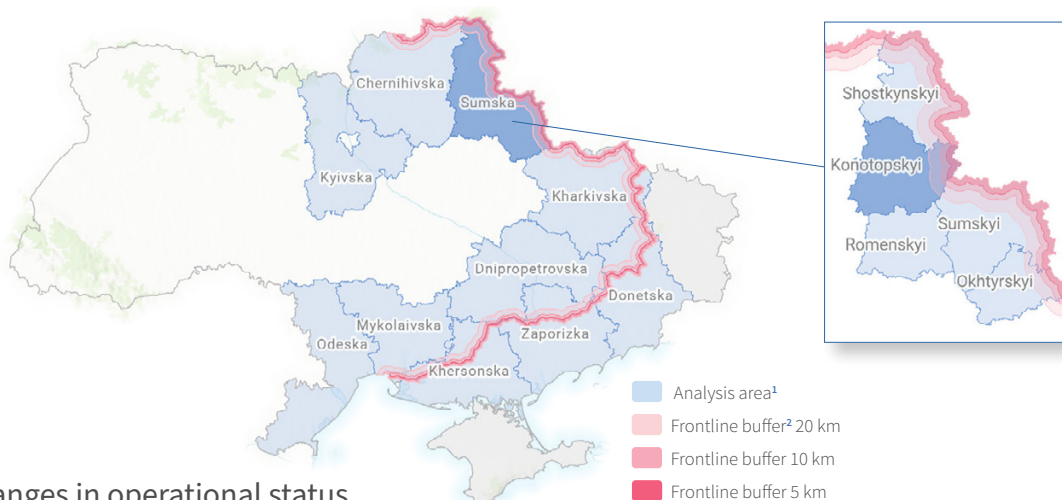 Chernihivska
Sumska
Kyivska
Kharkivska
Dnipropetrovska
Donetska
Mykolaivska
Zaporizka
Odeska
Khersonska
Shostkynskyi
Konotopskyi
Sumskyi
Romenskyi
Okhtyrskyi
Analysis area¹
Frontline buffer² 20 km
Frontline buffer 10 km
Frontline buffer 5 km
anges in operational status